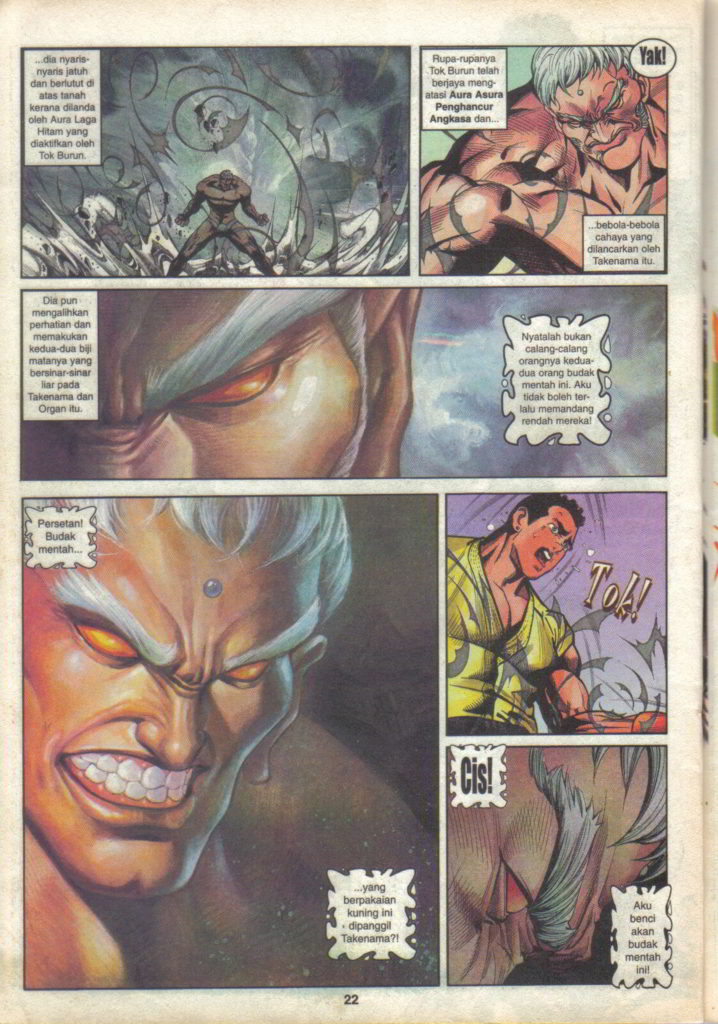 ...dia nyaris-
nyaris jatuh
dan berlutut di
atas tanah
kerana dilanda
oleh Aura Laga
Hitam yang
diaktifkan oleh
Tok Burun.
Rupa-rupanya
Tok Burun telah
berjaya meng-
atasi Aura Asura
Penghancur
Angkasa dan...
Yak!
...bebola-bebola
cahaya yang
dilancarkan oleh
Takenama itu.
Dia pun
mengalihkan
perhatian dan
memakukan
kedua-dua biji
matanya yang
bersinar-sinar
liar pada
Takenama dan
Organ itu.
Nyatalah bukan
calang-calang
orangnya kedua-
dua orang budak
mentah ini. Aku
tidak boleh ter-
lalu memandang
rendah mereka!
Persetan!
Budak
mentah...
...yang
berpakaian
kuning ini
dipanggil
Takenama?!
Tok!
Cis!
Aku
benci
akan
budak
mentah
ini!
22